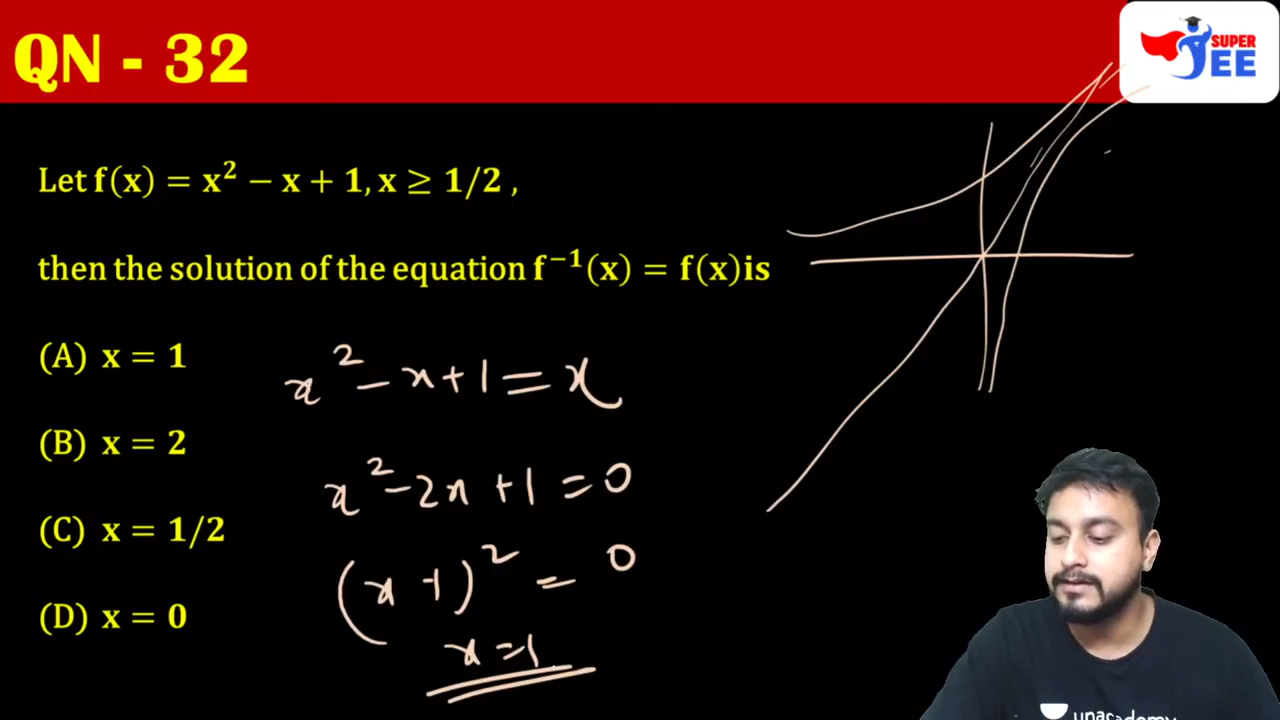 QN - 32
SUPER
JEE
Let f(x) = x² − x + 1, x ≥ 1/2 ,
then the solution of the equation f⁻¹(x) = f(x)is
(A) x = 1
(B) x = 2
(C) x = 1/2
(D) x = 0
x² − x + 1 = x
x² − 2x + 1 = 0
(x − 1)² = 0
x = 1
unacademy